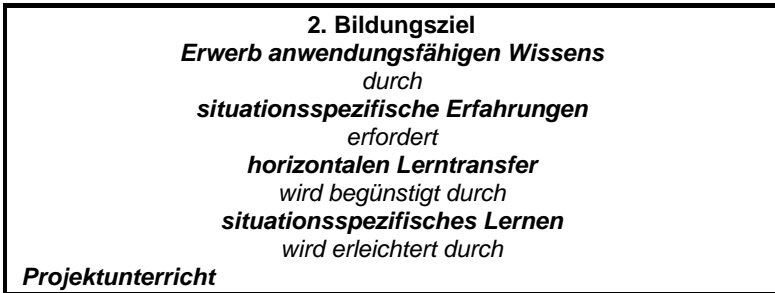 2. Bildungsziel
Erwerb anwendungsfähigen Wissens
durch
situationsspezifische Erfahrungen
erfordert
horizontalen Lerntransfer
wird begünstigt durch
situationsspezifisches Lernen
wird erleichtert durch
Projektunterricht